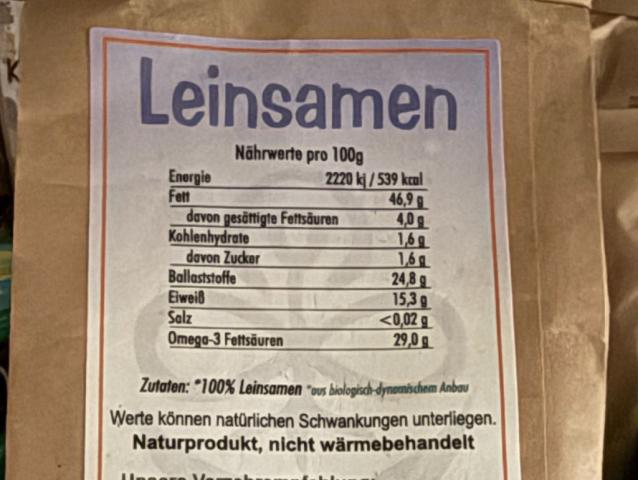 Leinsamen
Nährwerte pro 100g
Energie 2220 kj / 539 kcal
Fett 46,9 g
davon gesättigte Fettsäuren 4,0 g
Kohlenhydrate 1,6 g
davon Zucker 1,6 g
Ballaststoffe 24,8 g
Eiweiß 15,3 g
Salz <0,02 g
Omega-3 Fettsäuren 29,0 g
Zutaten: *100% Leinsamen *aus biologisch-dynamischem Anbau
Werte können natürlichen Schwankungen unterliegen.
Naturprodukt, nicht wärmebehandelt